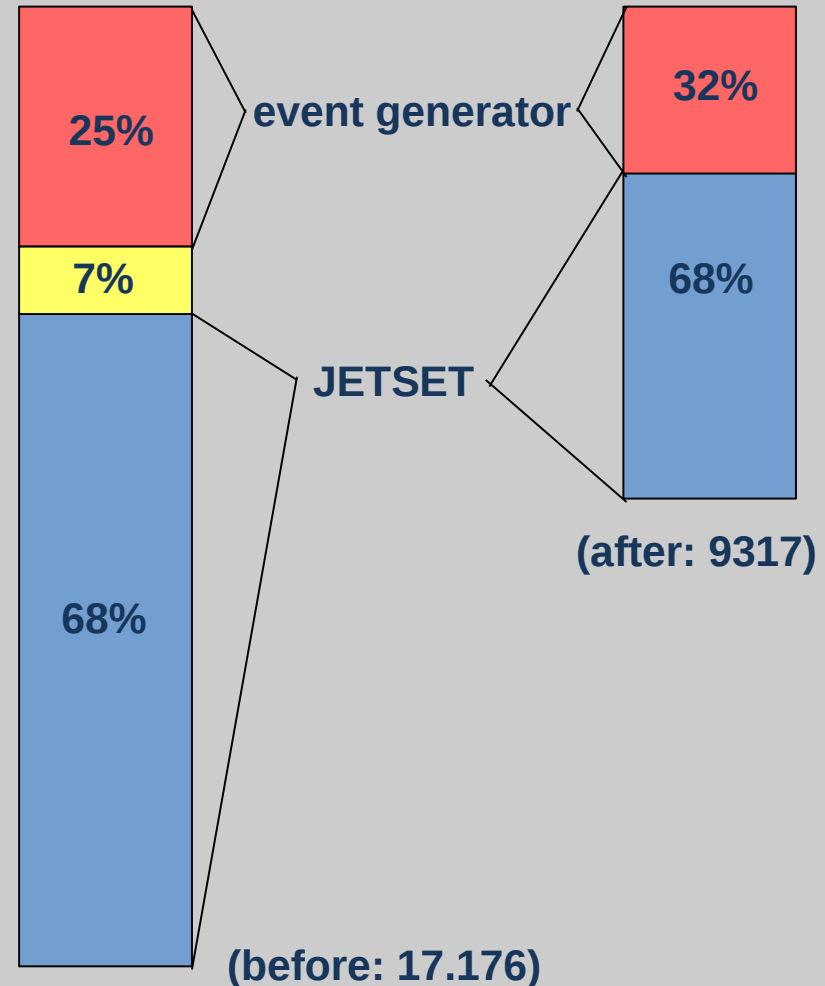 25%
event generator
32%
7%
68%
JETSET
(after: 9317)
68%
(before: 17.176)